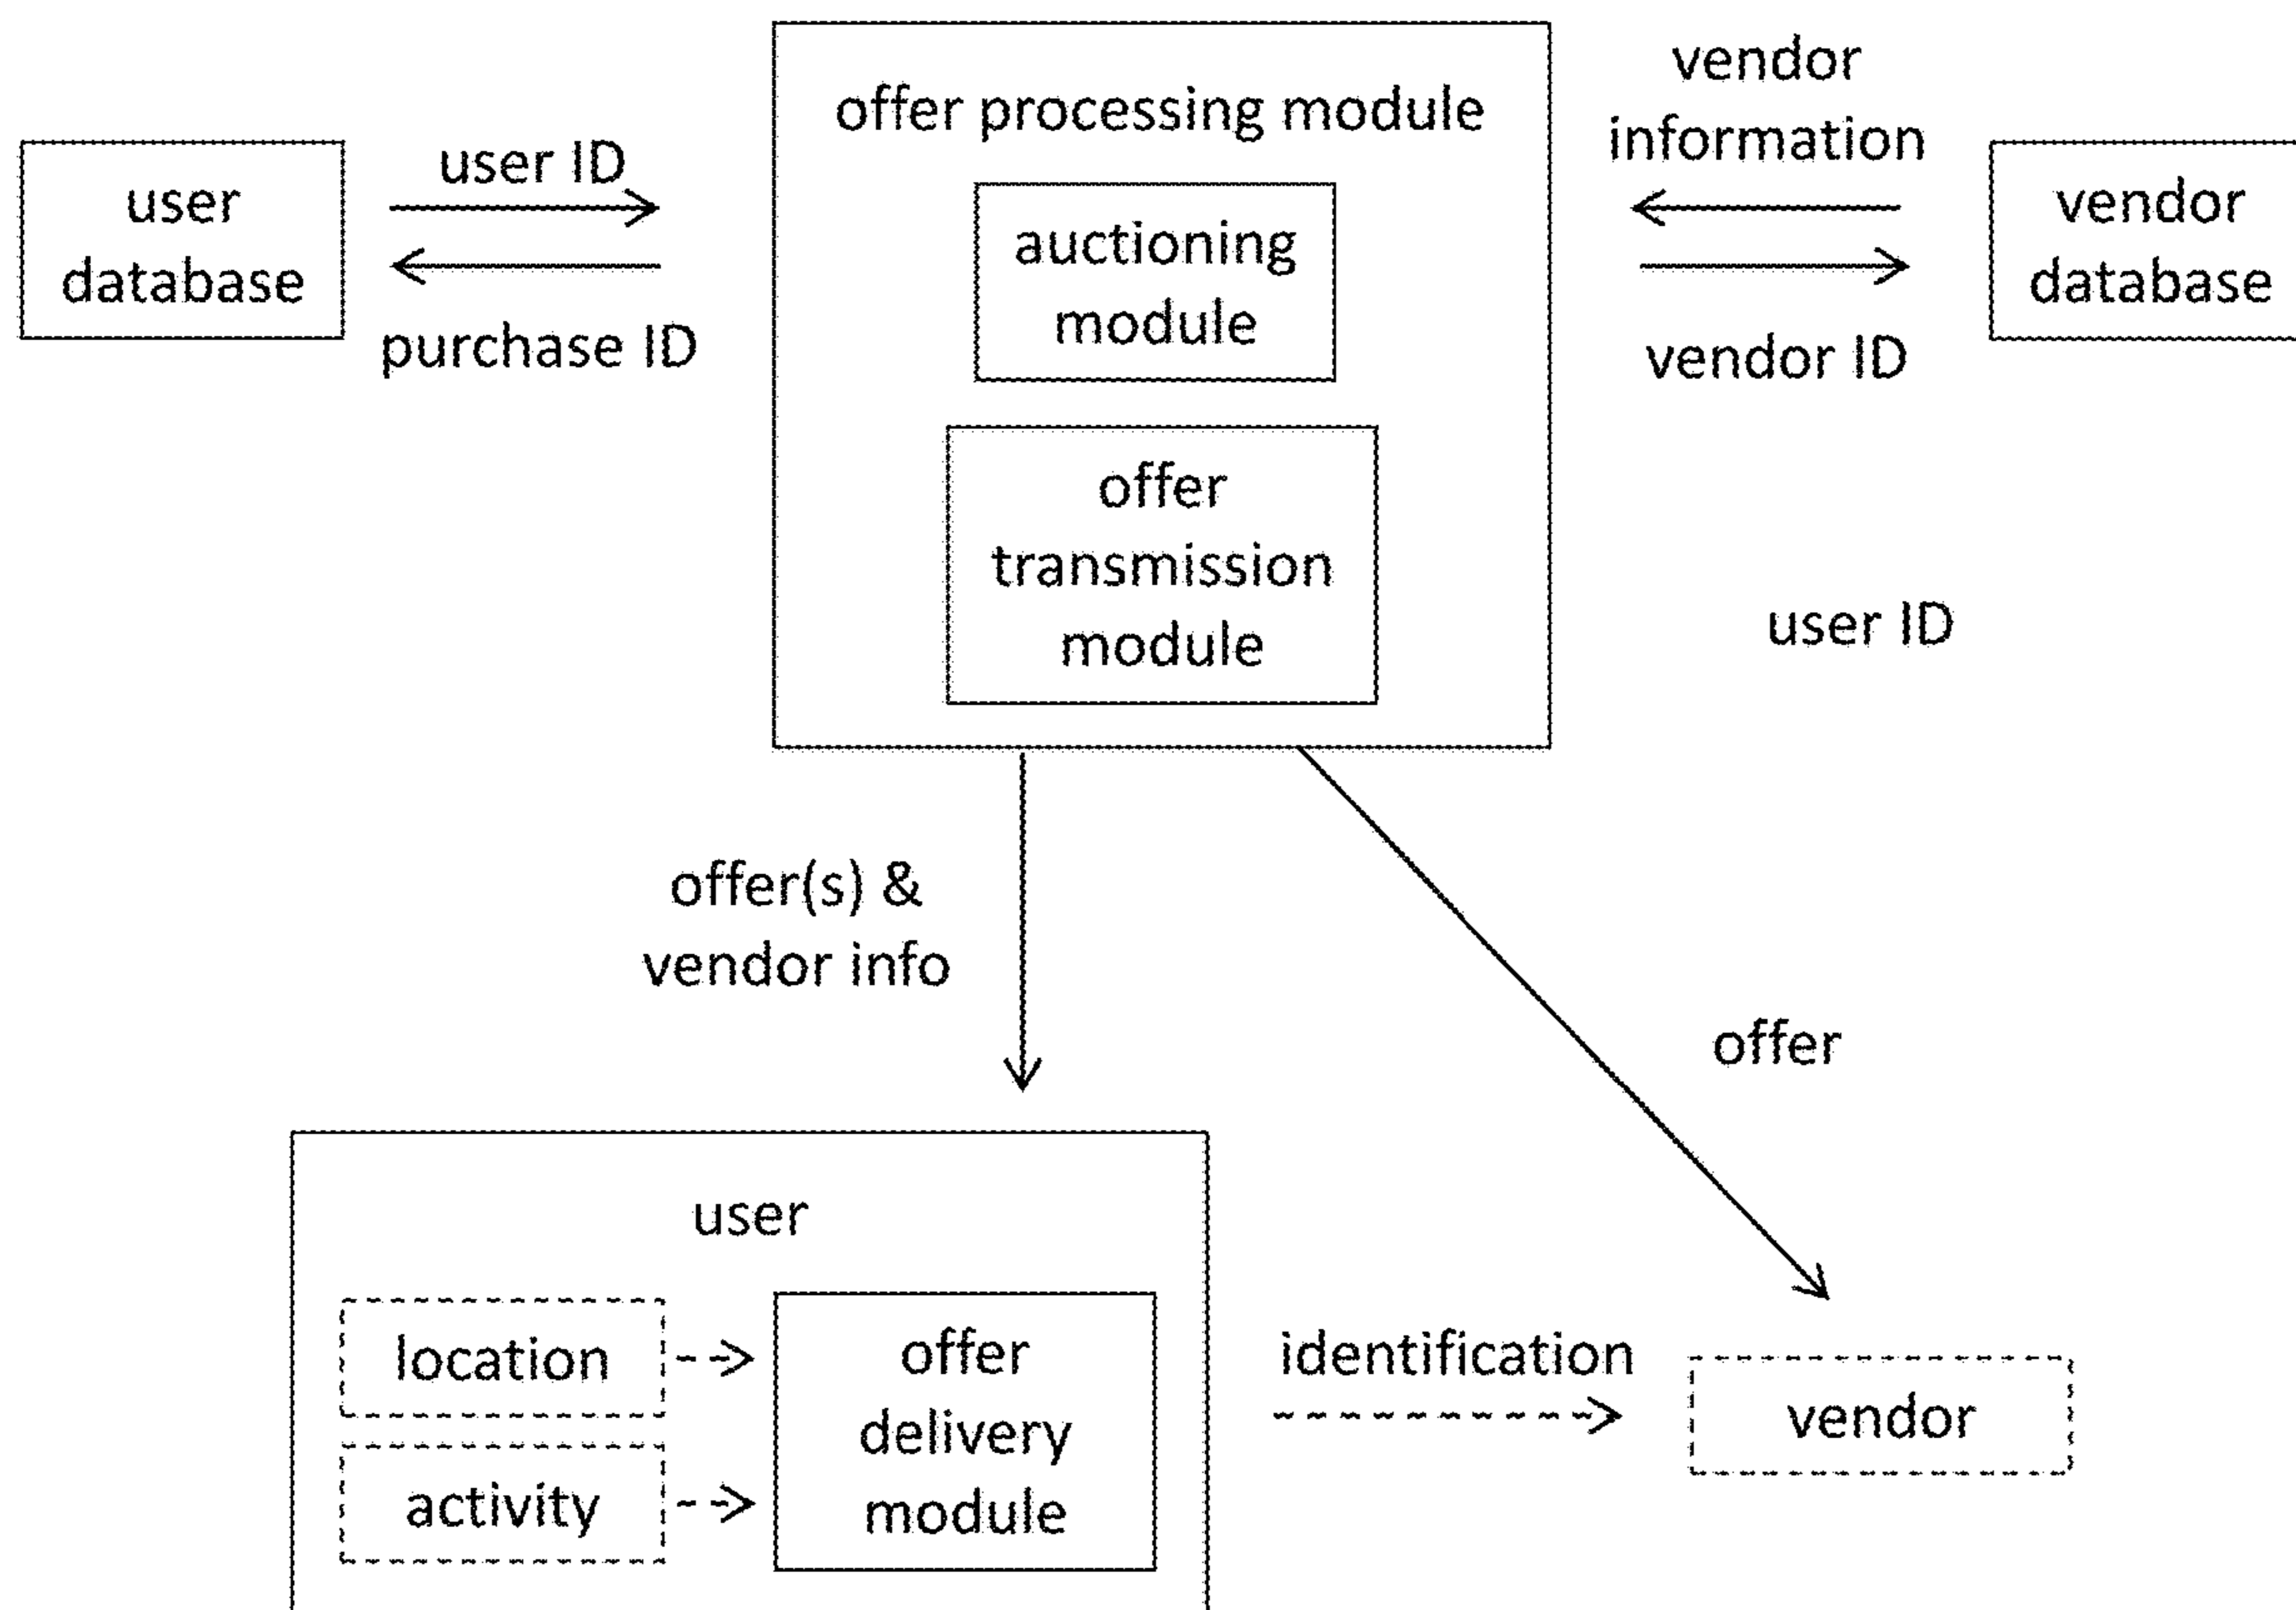 offer processing module
vendor
information
user ID
user
database
purchase ID
auctioning
module
vendor
database
vendor ID
offer
transmission
module
user ID
offer(s) &
vendor info
offer
user
location
activity
offer
delivery
module
identification
vendor